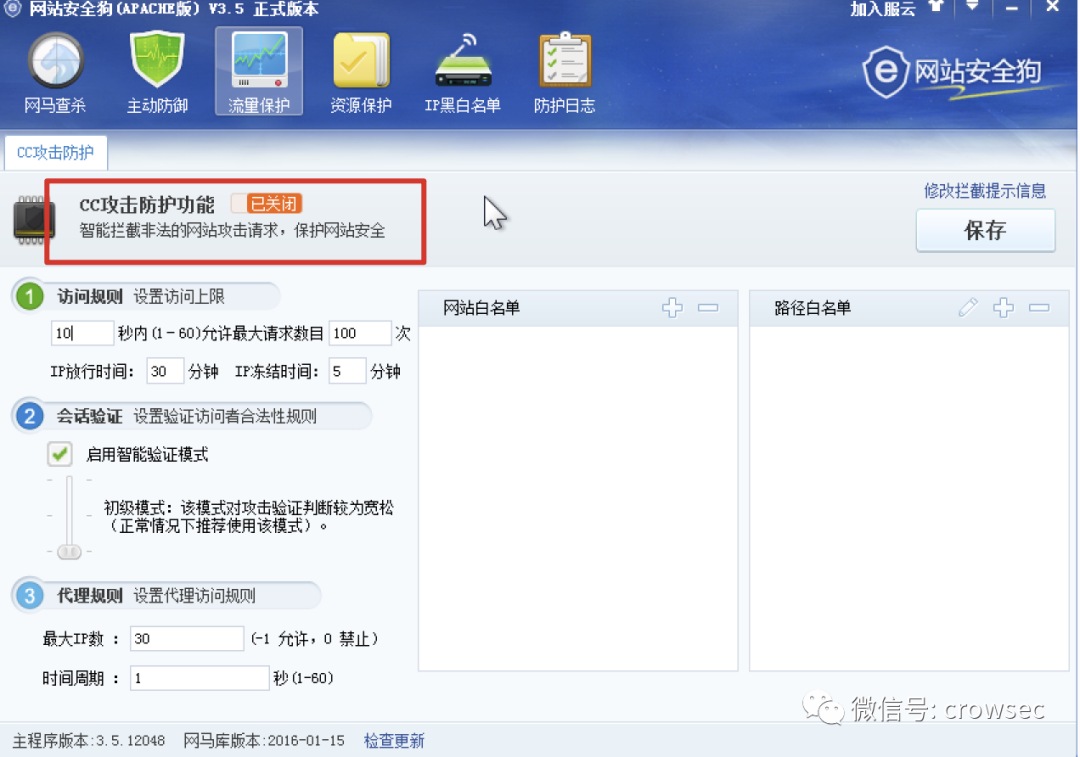 网站安全狗(APACHE版) V3.5 正式版本
加入服云
网马查杀
主动防御
流量保护
资源保护
IP黑白名单
防护日志
网站安全狗
CC攻击防护
CC攻击防护功能 已关闭
智能拦截非法的网站攻击请求，保护网站安全
修改拦截提示信息
保存
1 访问规则 设置访问上限
10 秒内(1-60)允许最大请求数目 100 次
IP放行时间: 30 分钟 IP冻结时间: 5 分钟
2 会话验证 设置验证访问者合法性规则
启用智能验证模式
初级模式：该模式对攻击验证判断较为宽松
（正常情况下推荐使用该模式）。
3 代理规则 设置代理访问规则
最大IP数 : 30 (-1 允许，0 禁止)
时间周期 : 1 秒(1-60)
网站白名单
路径白名单
微信号: crowsec
主程序版本:3.5.12048 网马库版本:2016-01-15 检查更新